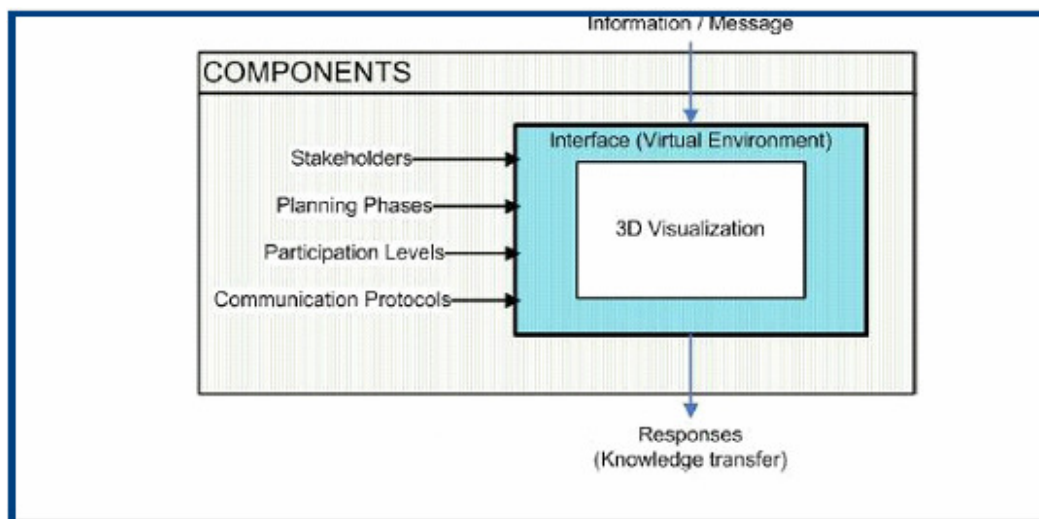 Information / Message
COMPONENTS
Interface (Virtual Environment)
Stakeholders
Planning Phases
3D Visualization
Participation Levels
Communication Protocols
Responses
(Knowledge transfer)